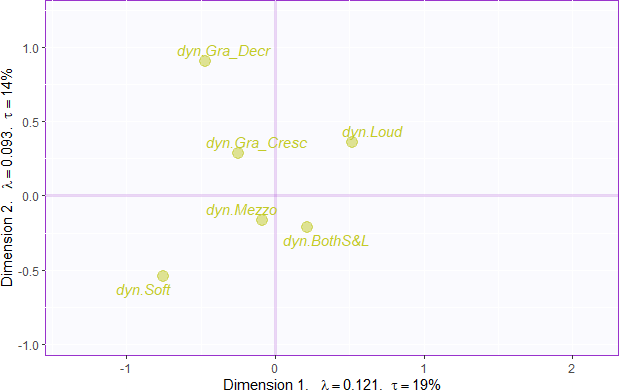 dyn.Gra_Decr
dyn.Loud
dyn.Gra_Cresc
dyn.Mezzo
dyn.BothS&L
dyn.Soft
1.0
0.5
0.0
-0.5
-1.0
-1
0
1
2
Dimension 2. λ = 0.093. τ = 14%
Dimension 1. λ = 0.121. τ = 19%